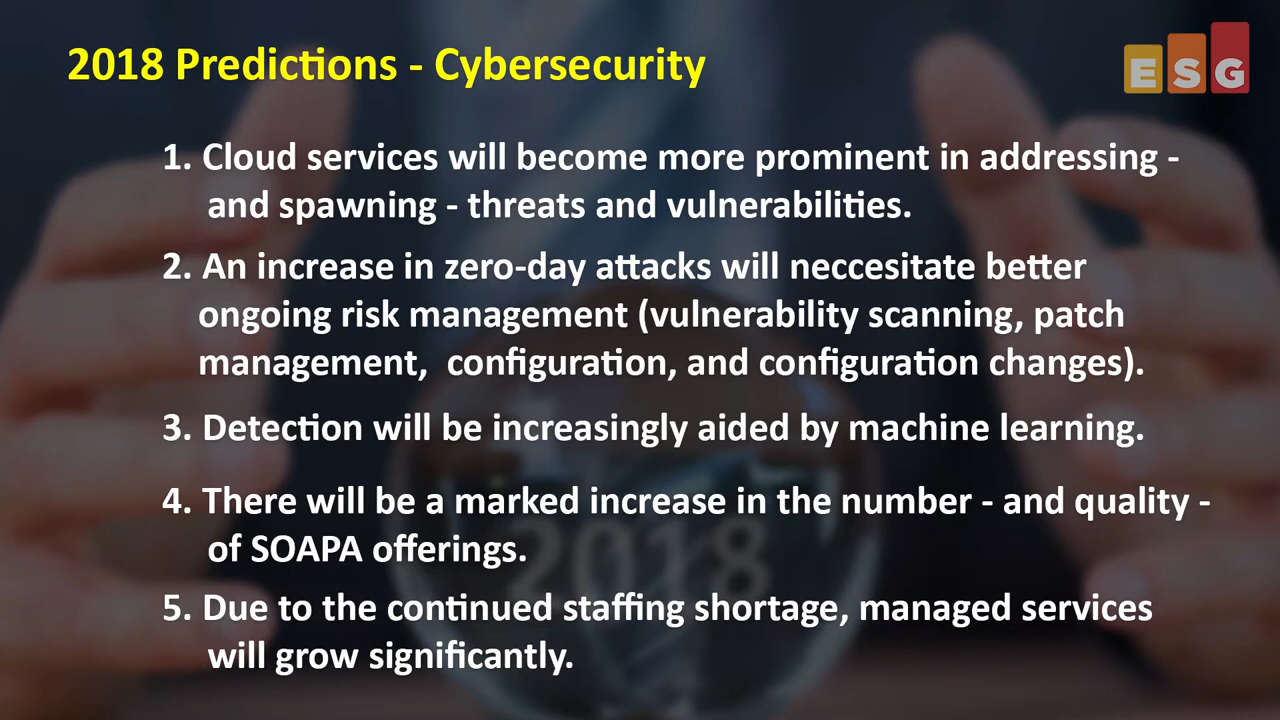 2018 Predictions - Cybersecurity
ESG
1. Cloud services will become more prominent in addressing -
and spawning - threats and vulnerabilities.
2. An increase in zero-day attacks will neccesitate better
ongoing risk management (vulnerability scanning, patch
management,  configuration, and configuration changes).
3. Detection will be increasingly aided by machine learning.
4. There will be a marked increase in the number - and quality -
of SOAPA offerings.
2018
5. Due to the continued staffing shortage, managed services
will grow significantly.